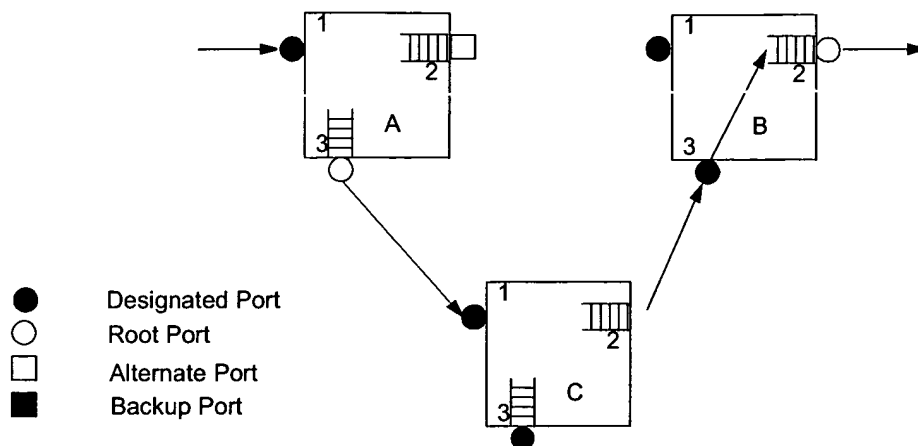 1
2
3
A
1
2
3
B
1
2
3
C
Designated Port
Root Port
Alternate Port
Backup Port